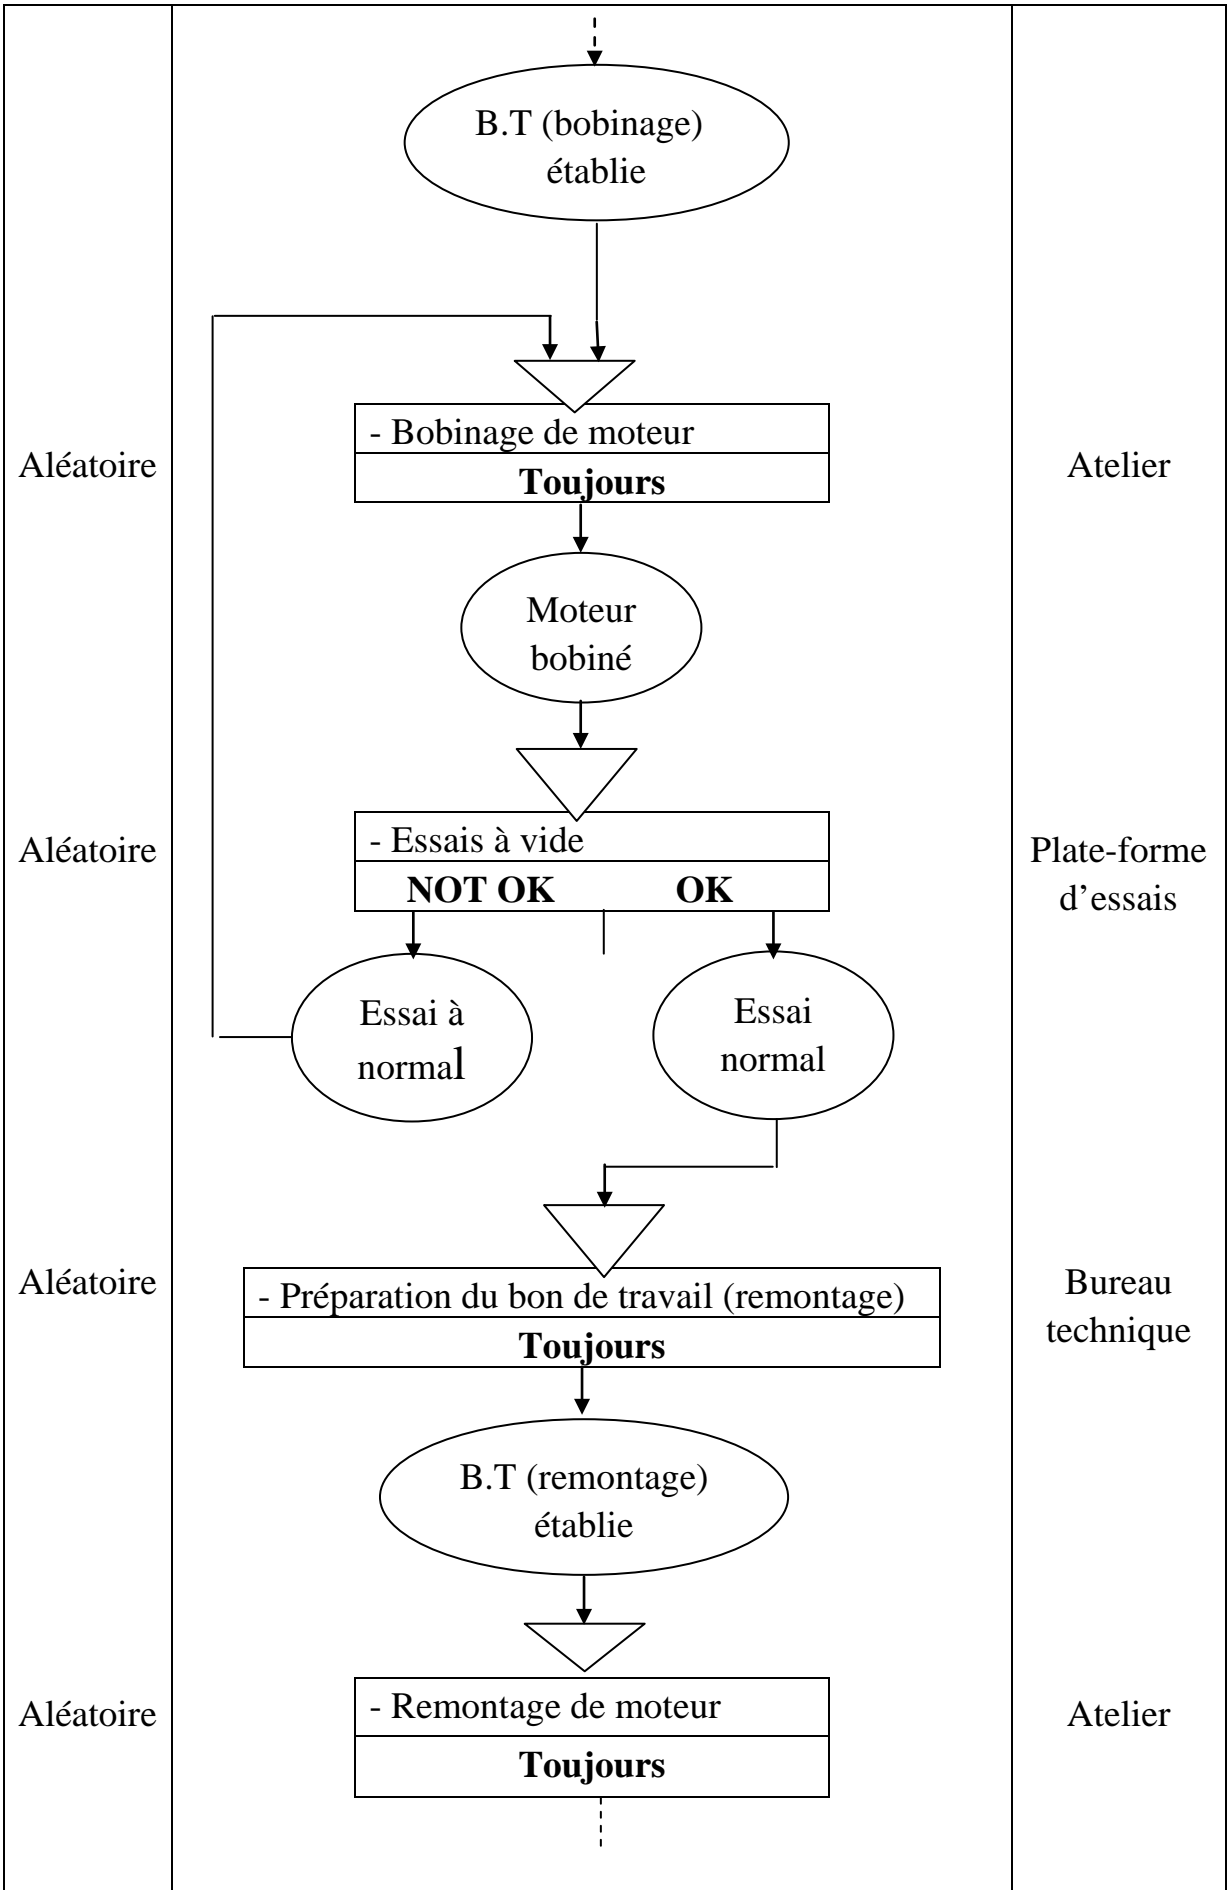 B.T (bobinage)
établie
- Bobinage de moteur
Aléatoire
Toujours
Atelier
Moteur
bobiné
- Essais à vide
Aléatoire
NOT OK OK
Plate-forme
d'essais
Essai à
normal
Essai
normal
Aléatoire
- Préparation du bon de travail (remontage)
Toujours
Bureau
technique
B.T (remontage)
établie
Aléatoire
- Remontage de moteur
Toujours
Atelier